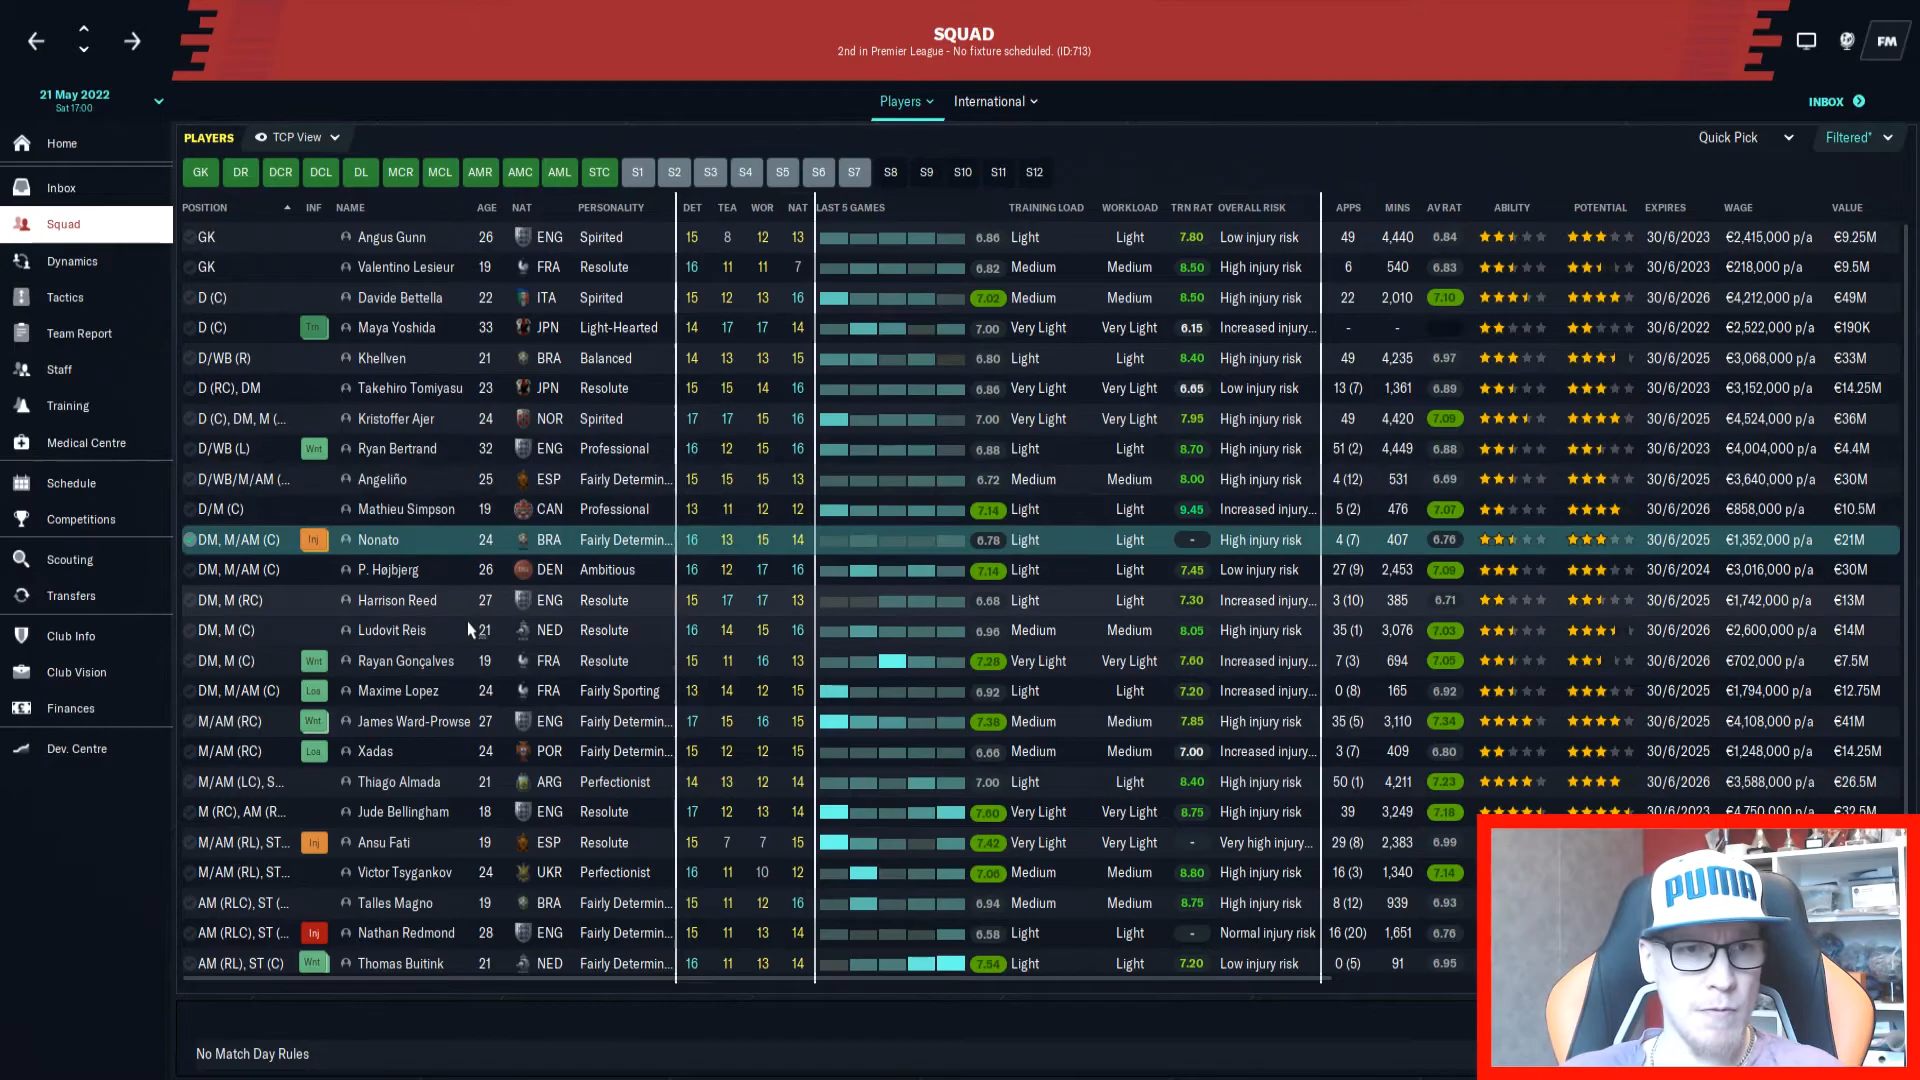 SQUAD
2nd in Premier League - No fixture scheduled. (ID:713)
FM
21 May 2022
Sat 17:00
Players International
INBOX
Home
Inbox
Squad
Dynamics
Tactics
Team Report
Staff
Training
Medical Centre
Schedule
Competitions
Scouting
Transfers
Club Info
Club Vision
Finances
Dev. Centre
PLAYERS TCP View Quick Pick Filtered*
GK DR DCR DCL DL MCR MCL AMR AMC AML STC S1 S2 S3 S4 S5 S6 S7 S8 S9 S10 S11 S12
POSITION INF NAME AGE NAT PERSONALITY DET TEA WOR NAT LAST 5 GAMES TRAINING LOAD WORKLOAD TRN RAT OVERALL RISK APPS MINS AV RAT ABILITY POTENTIAL EXPIRES WAGE VALUE
GK Angus Gunn 26 ENG Spirited 15 8 12 13 6.86 Light Light 7.80 Low injury risk 49 4,440 6.84 30/6/2023 €2,415,000 p/a €9.25M
GK Valentino Lesieur 19 FRA Resolute 16 11 11 7 6.82 Medium Medium 8.50 High injury risk 6 540 6.83 30/6/2023 €218,000 p/a €9.5M
D (C) Davide Bettella 22 ITA Spirited 15 12 13 16 7.02 Medium Medium 8.50 High injury risk 22 2,010 7.10 30/6/2026 €4,212,000 p/a €49M
D (C) Trn Maya Yoshida 33 JPN Light-Hearted 14 17 17 14 7.00 Very Light Very Light 6.15 Increased injury... - - 30/6/2022 €2,522,000 p/a €190K
D/WB (R) Khellven 21 BRA Balanced 14 13 13 15 6.80 Light Light 8.40 High injury risk 49 4,235 6.97 30/6/2025 €3,068,000 p/a €33M
D (RC), DM Takehiro Tomiyasu 23 JPN Resolute 15 15 14 16 6.86 Very Light Very Light 6.65 Low injury risk 13 (7) 1,361 6.89 30/6/2023 €3,152,000 p/a €14.25M
D (C), DM, M (... Kristoffer Ajer 24 NOR Spirited 17 17 15 16 7.00 Very Light Very Light 7.95 High injury risk 49 4,420 7.09 30/6/2025 €4,524,000 p/a €36M
D/WB (L) Wnt Ryan Bertrand 32 ENG Professional 16 12 15 16 6.88 Light Light 8.70 High injury risk 51 (2) 4,449 6.88 30/6/2023 €4,004,000 p/a €4.4M
D/WB/M/AM (... Angeliño 25 ESP Fairly Determin... 15 15 15 13 6.72 Medium Medium 8.00 High injury risk 4 (12) 531 6.69 30/6/2025 €3,640,000 p/a €30M
D/M (C) Mathieu Simpson 19 CAN Professional 13 11 12 12 7.14 Light Light 9.45 Increased injury... 5 (2) 476 7.07 30/6/2026 €858,000 p/a €10.5M
DM, M/AM (C) Inj Nonato 24 BRA Fairly Determin... 16 13 15 14 6.78 Light Light - High injury risk 4 (7) 407 6.76 30/6/2025 €1,352,000 p/a €21M
DM, M/AM (C) P. Højbjerg 26 DEN Ambitious 16 12 17 16 7.14 Light Light 7.45 Low injury risk 27 (9) 2,453 7.09 30/6/2024 €3,016,000 p/a €30M
DM, M (RC) Harrison Reed 27 ENG Resolute 15 17 17 13 6.68 Light Light 7.30 Increased injury... 3 (10) 385 6.71 30/6/2025 €1,742,000 p/a €13M
DM, M (C) Ludovit Reis 21 NED Resolute 16 14 15 16 6.96 Medium Medium 8.05 High injury risk 35 (1) 3,076 7.03 30/6/2026 €2,600,000 p/a €14M
DM, M (C) Wnt Rayan Gonçalves 19 FRA Resolute 15 11 16 13 7.28 Very Light Very Light 7.60 Increased injury... 7 (3) 694 7.05 30/6/2026 €702,000 p/a €7.5M
DM, M/AM (C) Loa Maxime Lopez 24 FRA Fairly Sporting 13 14 12 15 6.92 Light Light 7.20 Increased injury... 0 (8) 165 6.92 30/6/2025 €1,794,000 p/a €12.75M
M/AM (RC) Wnt James Ward-Prowse 27 ENG Fairly Determin... 17 15 16 15 7.38 Medium Medium 7.85 High injury risk 35 (5) 3,110 7.34 30/6/2025 €4,108,000 p/a €41M
M/AM (RC) Loa Xadas 24 POR Fairly Determin... 15 12 12 15 6.66 Medium Medium 7.00 Increased injury... 3 (7) 409 6.80 30/6/2025 €1,248,000 p/a €14.25M
M/AM (LC), S... Thiago Almada 21 ARG Perfectionist 14 13 12 14 7.00 Light Light 8.40 High injury risk 50 (1) 4,211 7.23 30/6/2025 €3,588,000 p/a €26.5M
M (RC), AM (R... Jude Bellingham 18 ENG Resolute 17 12 13 14 7.60 Very Light Very Light 8.75 High injury risk 39 3,249 7.18 30/6/2023 €4,750,000 p/a €32.5M
M/AM (RL), ST... Inj Ansu Fati 19 ESP Resolute 15 7 7 15 7.42 Very Light Very Light - Very high injury... 29 (8) 2,383 6.99
M/AM (RL), ST... Victor Tsygankov 24 UKR Perfectionist 16 11 10 12 7.06 Medium Medium 8.80 High injury risk 16 (3) 1,340 7.14
AM (RLC), ST (... Talles Magno 19 BRA Fairly Determin... 15 11 12 16 6.94 Medium Medium 8.75 High injury risk 8 (12) 939 6.93
AM (RLC), ST (... Inj Nathan Redmond 28 ENG Fairly Determin... 15 11 13 14 6.58 Light Light - Normal injury risk 16 (20) 1,651 6.76
AM (RL), ST (C) Wnt Thomas Buitink 21 NED Fairly Determin... 16 11 13 14 7.54 Light Light 7.20 Low injury risk 0 (5) 91 6.95
PUMA
No Match Day Rules